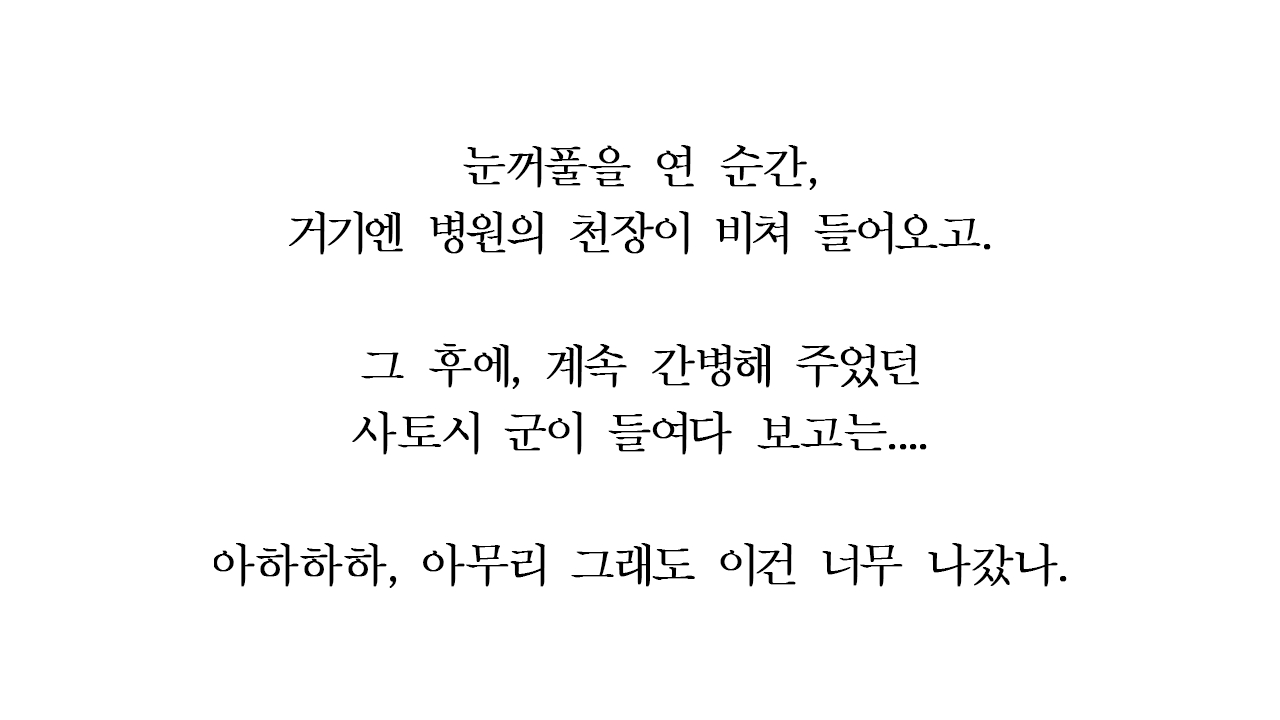 눈꺼풀을 연 순간,
거기엔 병원의 천장이 비쳐 들어오고.
그 후에, 계속 간병해 주었던
사토시 군이 들여다 보고는....
아하하하, 아무리 그래도 이건 너무 나갔나.